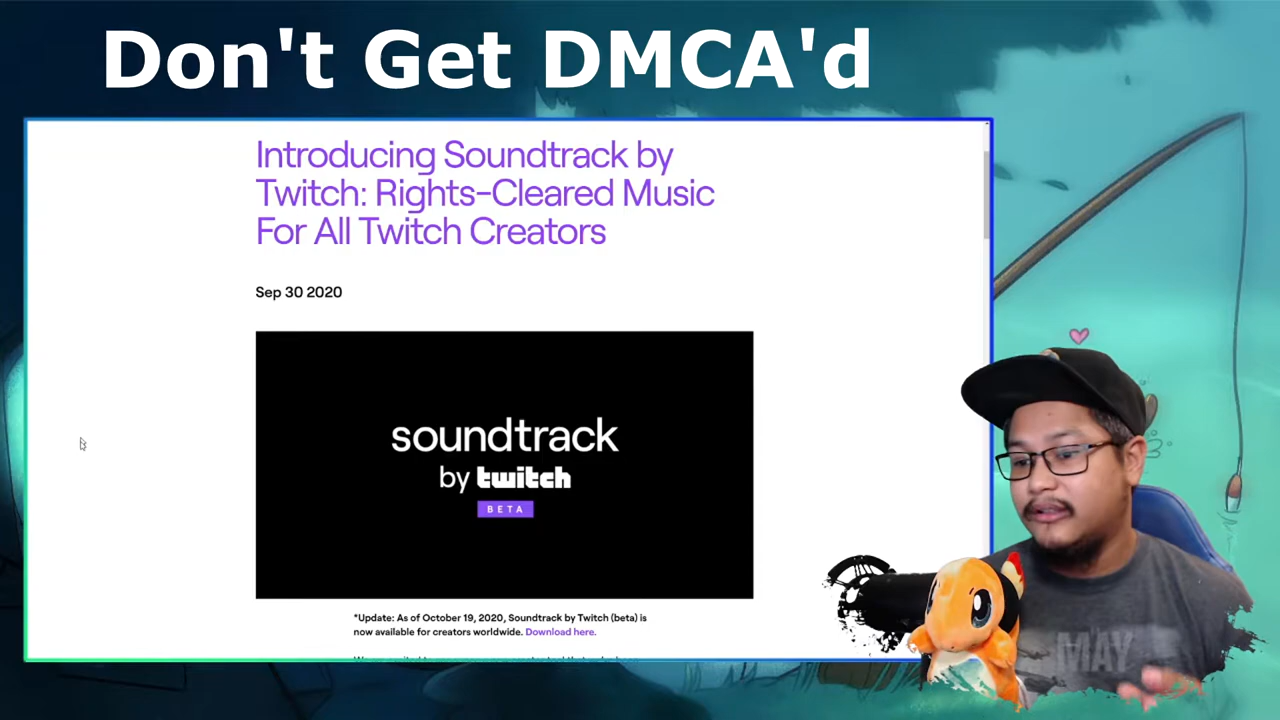 Don't Get DMCA'd
Introducing Soundtrack by
Twitch: Rights-Cleared Music
For All Twitch Creators
Sep 30 2020
soundtrack
by twitch
BETA
*Update: As of October 19, 2020, Soundtrack by Twitch (beta) is
now available for creators worldwide. Download here.
MAY